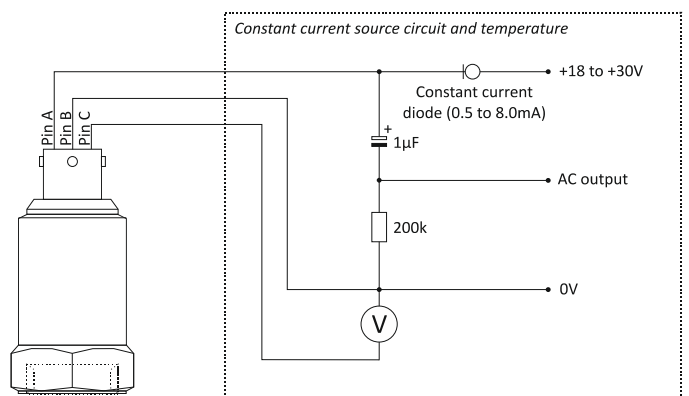 Constant current source circuit and temperature
+18 to +30V
Constant current
diode (0.5 to 8.0mA)
Pin A
Pin B
Pin C
+
1μF
AC output
200k
0V
V